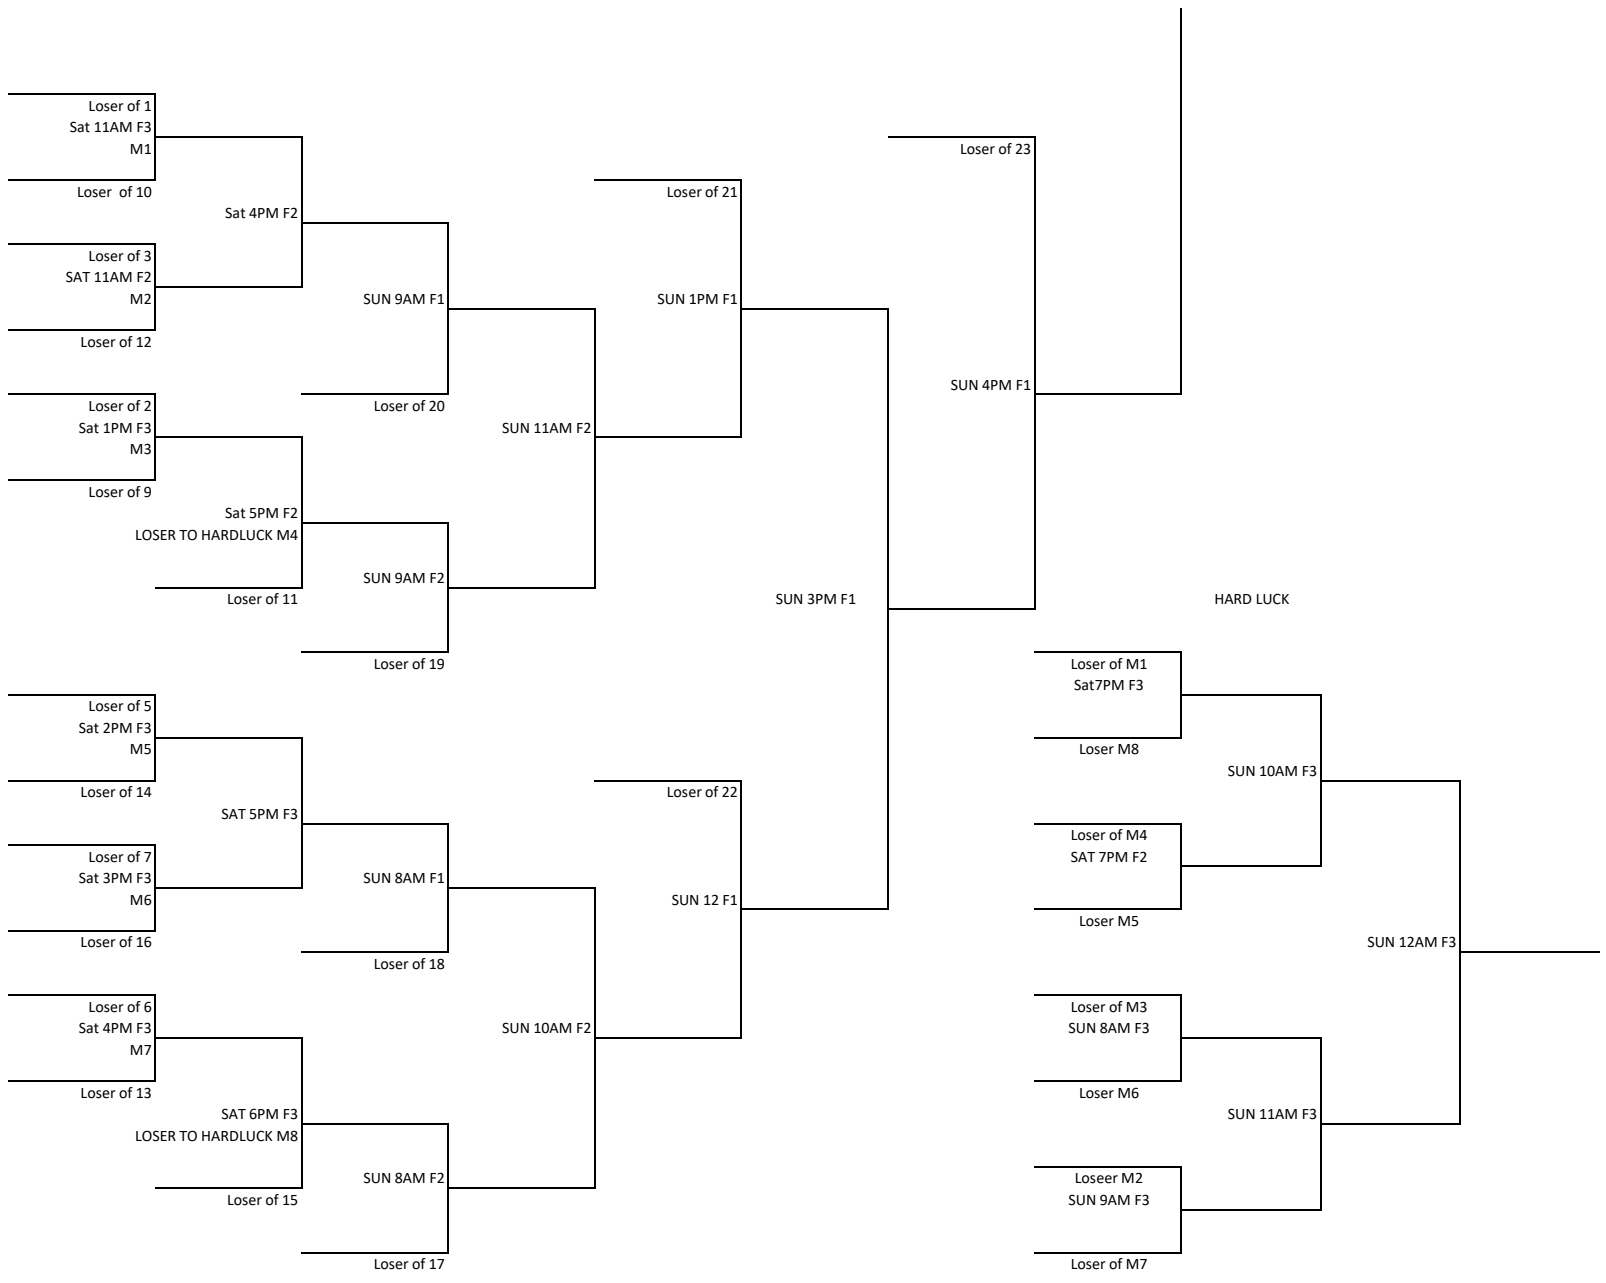 Loser of 1
Sat 11AM F3
M1
Loser  of 10
Sat 4PM F2
Loser of 3
SAT 11AM F2
M2
Loser of 12
SUN 9AM F1
Loser of 20
Loser of 2
Sat 1PM F3
M3
Loser of 9
Sat 5PM F2
LOSER TO HARDLUCK M4
Loser of 11
SUN 9AM F2
Loser of 19
SUN 11AM F2
Loser of 21
SUN 1PM F1
Loser of 23
SUN 4PM F1
SUN 3PM F1
Loser of 5
Sat 2PM F3
M5
Loser of 14
SAT 5PM F3
Loser of 7
Sat 3PM F3
M6
Loser of 16
SUN 8AM F1
Loser of 18
Loser of 6
Sat 4PM F3
M7
Loser of 13
SAT 6PM F3
LOSER TO HARDLUCK M8
Loser of 15
SUN 8AM F2
Loser of 17
SUN 10AM F2
Loser of 22
SUN 12 F1
HARD LUCK
Loser of M1
Sat7PM F3
Loser M8
SUN 10AM F3
Loser of M4
SAT 7PM F2
Loser M5
SUN 12AM F3
Loser of M3
SUN 8AM F3
Loser M6
SUN 11AM F3
Loseer M2
SUN 9AM F3
Loser of M7